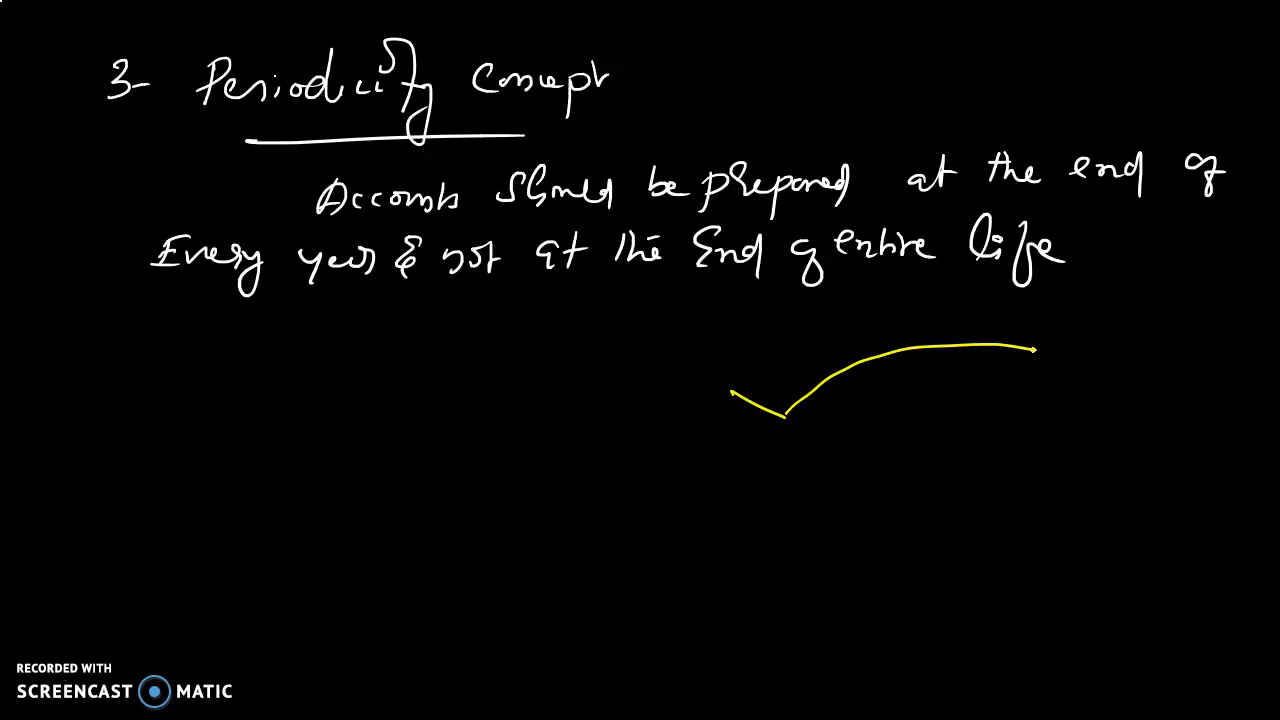 3- Periodicity Concept
Accounts should be prepared at the end of
Every year & not at the End of entire life
RECORDED WITH
SCREENCAST MATIC